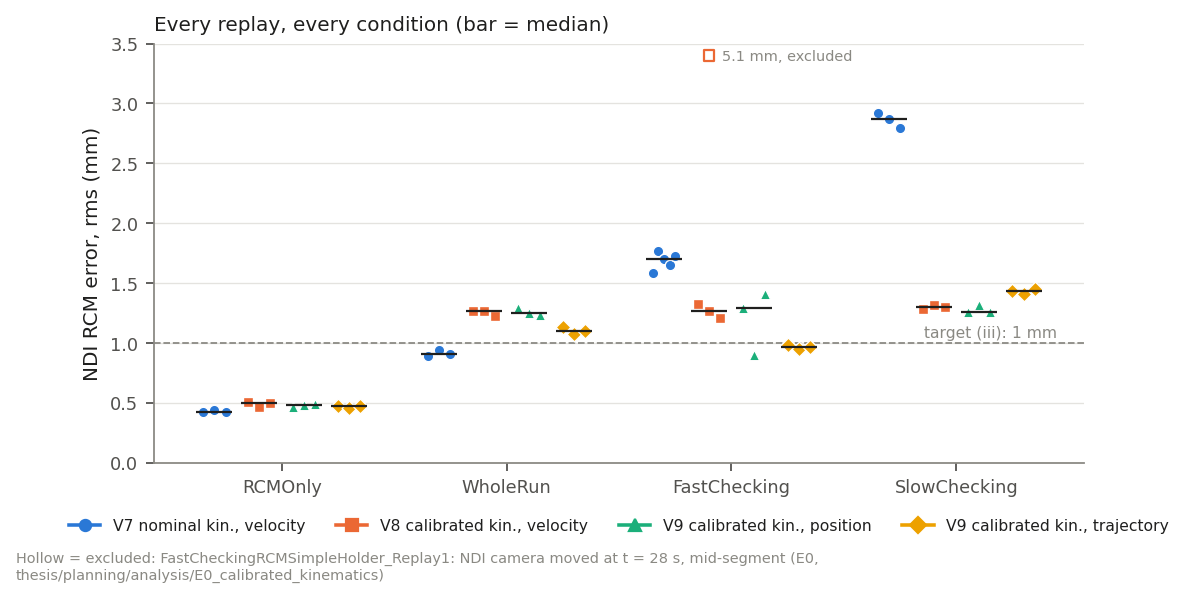 Every replay, every condition (bar = median)
NDI RCM error, rms (mm)
3.5
3.0
2.5
2.0
1.5
1.0
0.5
0.0
5.1 mm, excluded
target (iii): 1 mm
RCMOnly
WholeRun
FastChecking
SlowChecking
V7 nominal kin., velocity
V8 calibrated kin., velocity
V9 calibrated kin., position
V9 calibrated kin., trajectory
Hollow = excluded: FastCheckingRCMSimpleHolder_Replay1: NDI camera moved at t = 28 s, mid-segment (E0,
thesis/planning/analysis/E0_calibrated_kinematics)